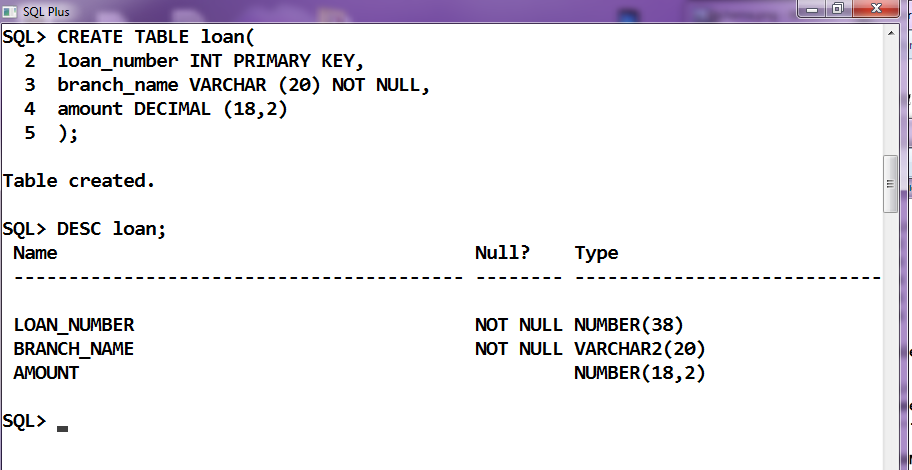 SQL Plus
SQL> CREATE TABLE loan(
  2  loan_number INT PRIMARY KEY,
  3  branch_name VARCHAR (20) NOT NULL,
  4  amount DECIMAL (18,2)
  5  );
Table created.
SQL> DESC loan;
 Name                                      Null?    Type
 ----------------------------------------- -------- ----------------------------
 LOAN_NUMBER                               NOT NULL NUMBER(38)
 BRANCH_NAME                               NOT NULL VARCHAR2(20)
 AMOUNT                                             NUMBER(18,2)
SQL>